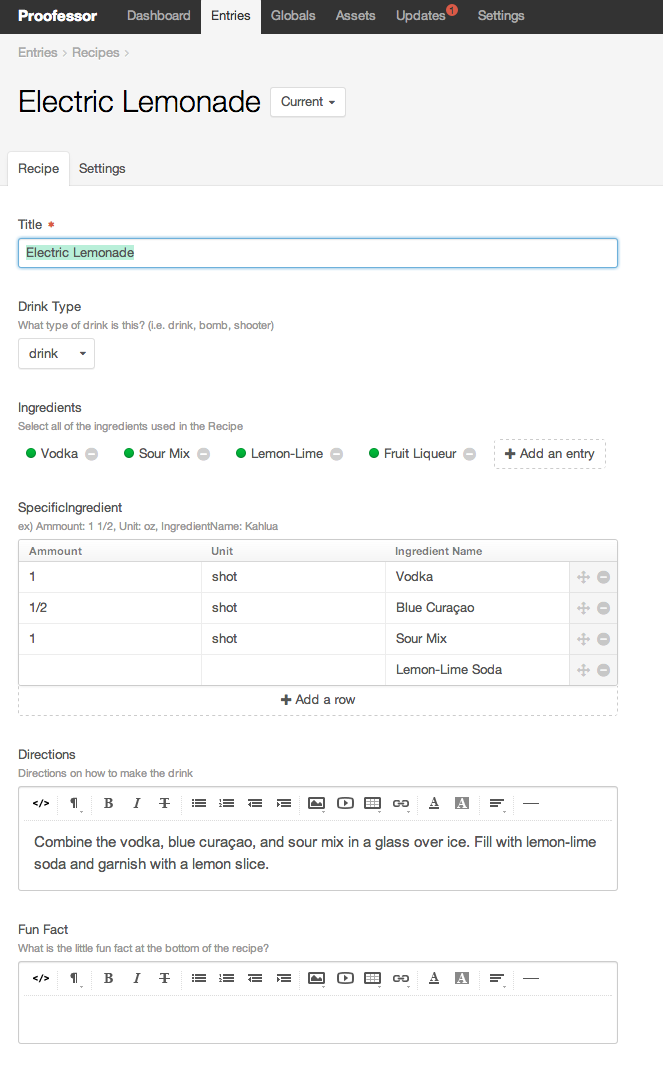 Proofessor Dashboard Entries Globals Assets Updates 1 Settings
Entries › Recipes ›
Electric Lemonade Current
Recipe Settings
Title *
Electric Lemonade
Drink Type
What type of drink is this? (i.e. drink, bomb, shooter)
drink
Ingredients
Select all of the ingredients used in the Recipe
Vodka Sour Mix Lemon-Lime Fruit Liqueur + Add an entry
SpecificIngredient
ex) Ammount: 1 1/2, Unit: oz, IngredientName: Kahlua
Ammount Unit Ingredient Name
1 shot Vodka
1/2 shot Blue Curaçao
1 shot Sour Mix
Lemon-Lime Soda
+ Add a row
Directions
Directions on how to make the drink
</> ¶ B I T A A
Combine the vodka, blue curaçao, and sour mix in a glass over ice. Fill with lemon-lime
soda and garnish with a lemon slice.
Fun Fact
What is the little fun fact at the bottom of the recipe?
</> ¶ B I T A A